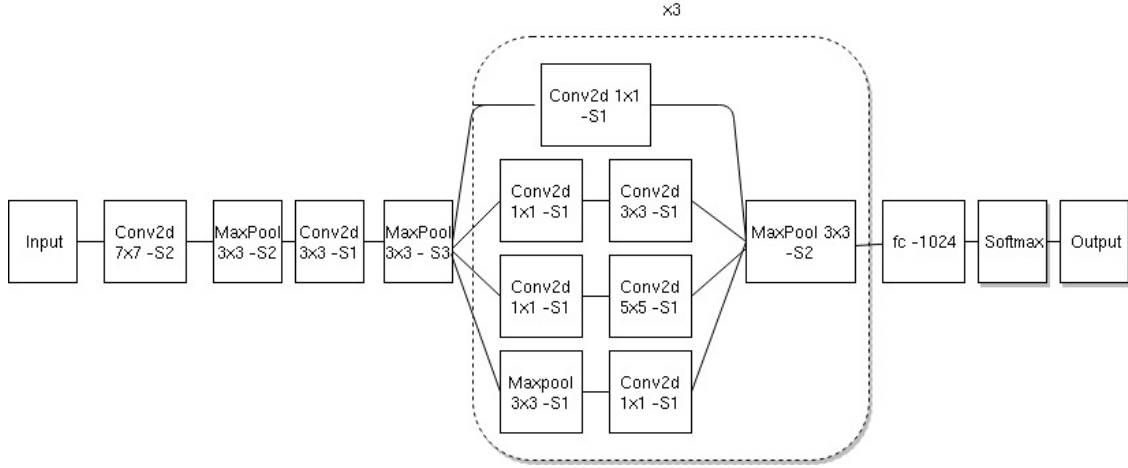 x3
Input
Conv2d
7x7 -S2
MaxPool
3x3 -S2
Conv2d
3x3 -S1
MaxPool
3x3 - S3
Conv2d 1x1
-S1
Conv2d
1x1 -S1
Conv2d
3x3 -S1
Conv2d
1x1 -S1
Conv2d
5x5 -S1
Maxpool
3x3 -S1
Conv2d
1x1 -S1
MaxPool 3x3
-S2
fc -1024
Softmax
Output